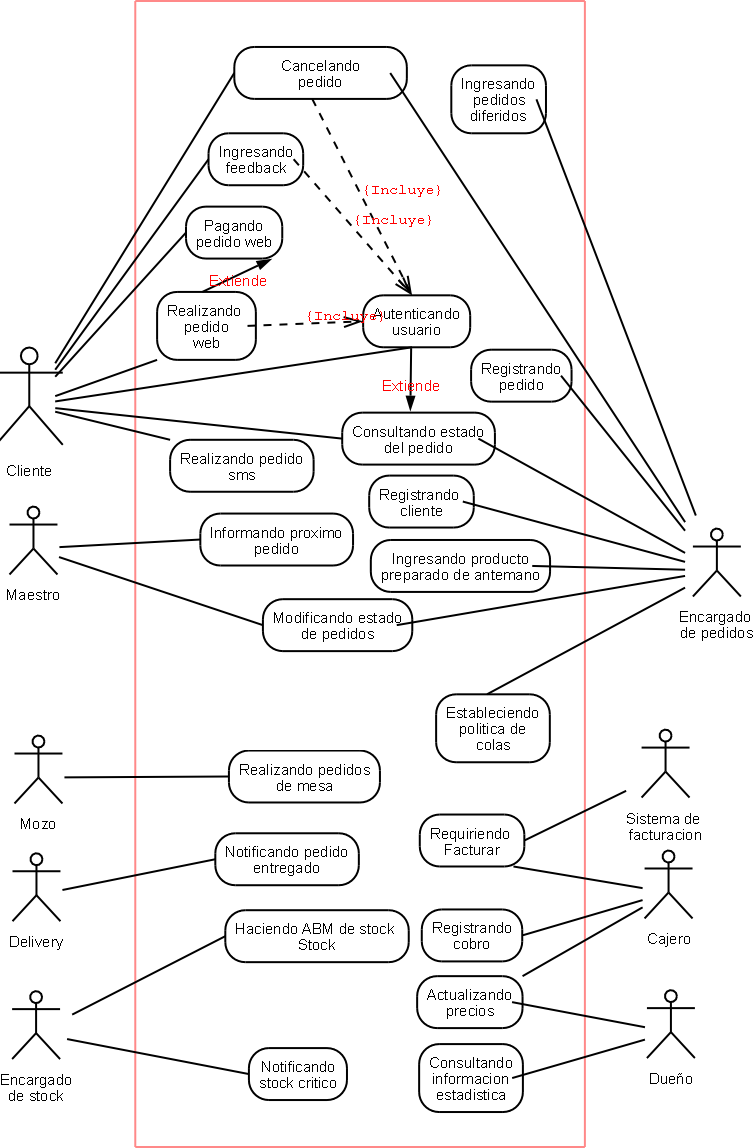 Cancelando
pedido
Ingresando
pedidos
diferidos
Ingresando
feedback
{Incluye}
{Incluye}
Pagando
pedido web
Extiende
Realizando
pedido
web
{Incluye}
Autenticando
usuario
Extiende
Registrando
pedido
Cliente
Consultando estado
del pedido
Realizando pedido
sms
Registrando
cliente
Informando proximo
pedido
Maestro
Ingresando producto
preparado de antemano
Encargado
de pedidos
Modificando estado
de pedidos
Estableciendo
politica de
colas
Realizando pedidos
de mesa
Mozo
Sistema de
facturacion
Requiriendo
Facturar
Notificando pedido
entregado
Delivery
Haciendo ABM de stock
Stock
Registrando
cobro
Cajero
Actualizando
precios
Encargado
de stock
Notificando
stock critico
Consultando
informacion
estadistica
Dueño